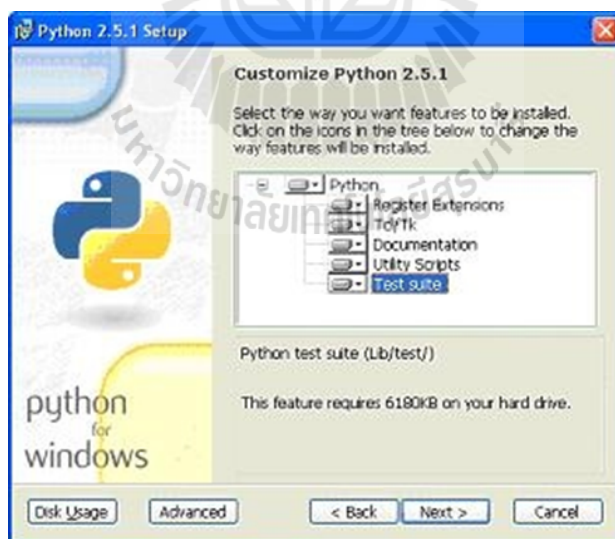 Python 2.5.1 Setup
Customize Python 2.5.1
Select the way you want features to be installed.
Click on the icons in the tree below to change the
way features will be installed.
Python
Register Extensions
Tcl/Tk
Documentation
Utility Scripts
Test suite
Python test suite (Lib/test/)
This feature requires 6180KB on your hard drive.
python
for
windows
Disk Usage
Advanced
< Back
Next >
Cancel